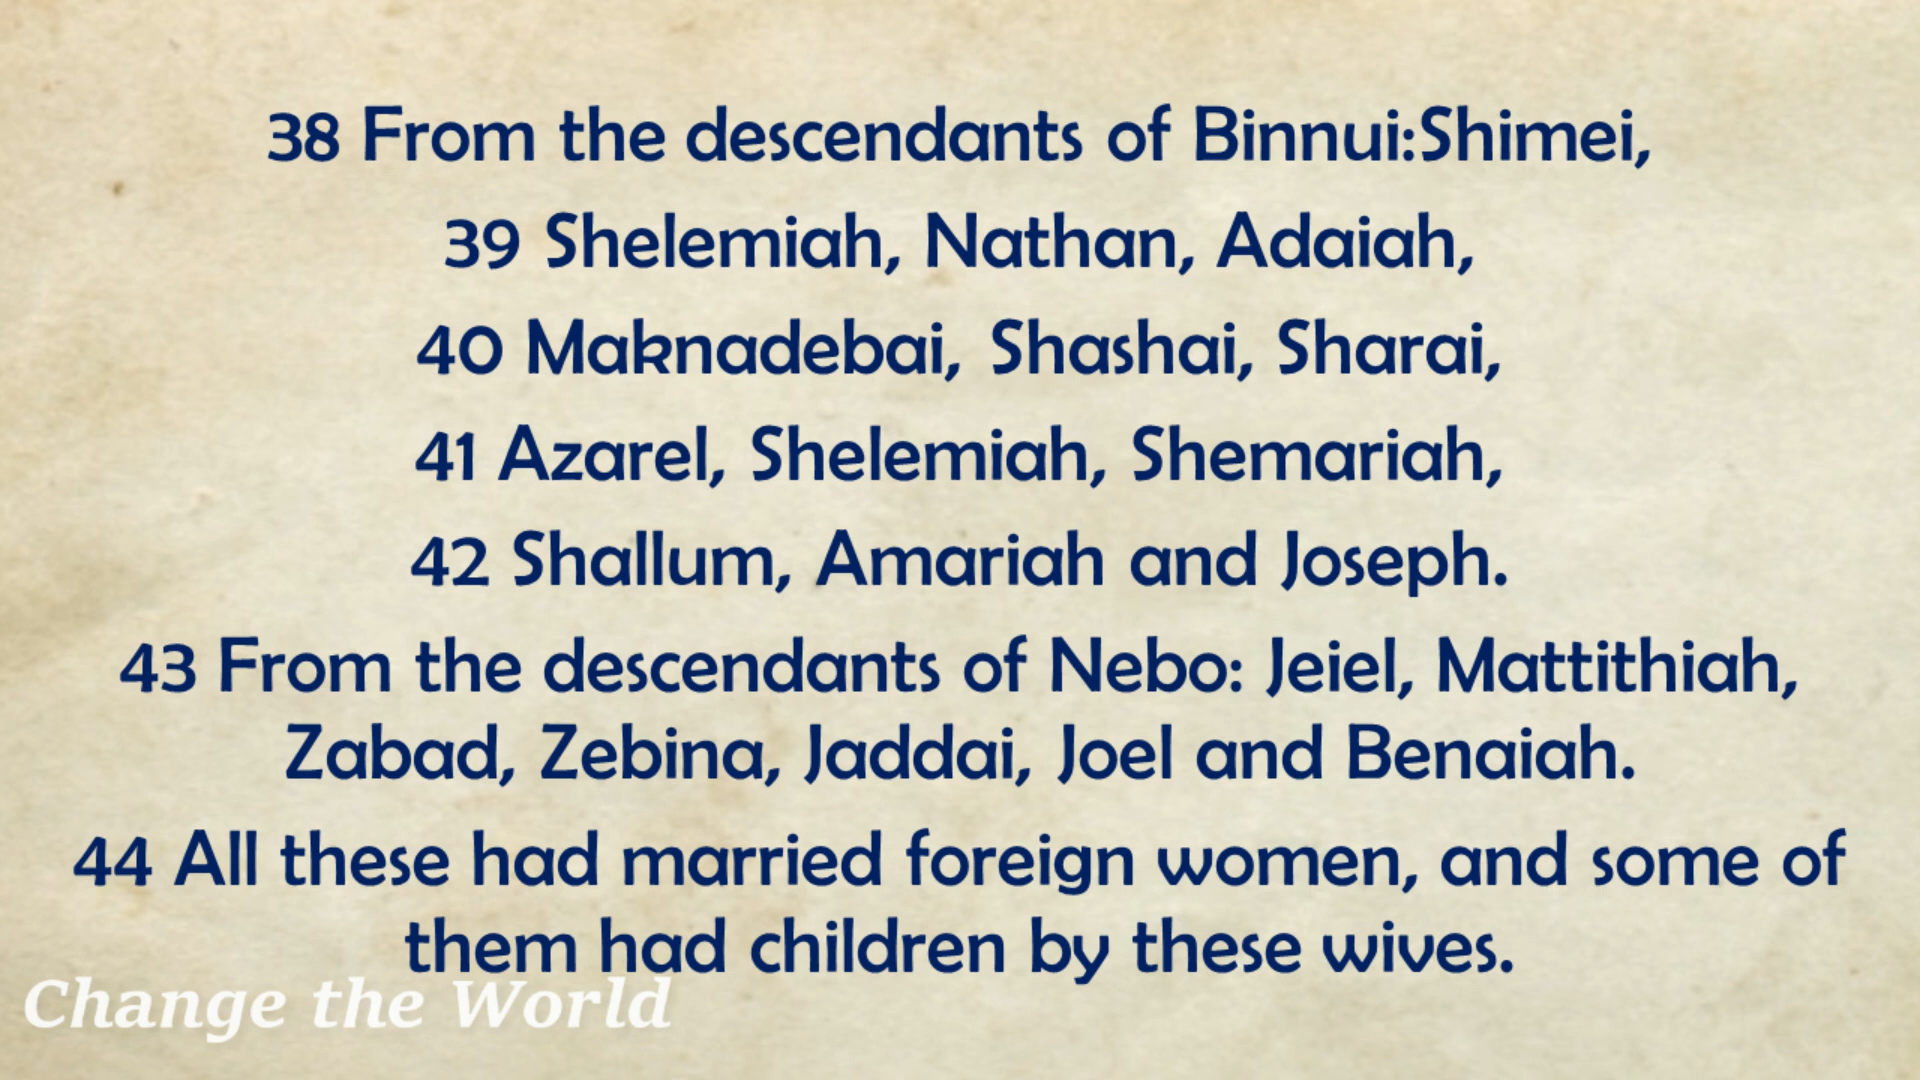 38 From the descendants of Binnui:Shimei,
39 Shelemiah, Nathan, Adaiah,
40 Maknadebai, Shashai, Sharai,
41 Azarel, Shelemiah, Shemariah,
42 Shallum, Amariah and Joseph.
43 From the descendants of Nebo: Jeiel, Mattithiah,
Zabad, Zebina, Jaddai, Joel and Benaiah.
44 All these had married foreign women, and some of
them had children by these wives.
Change the World